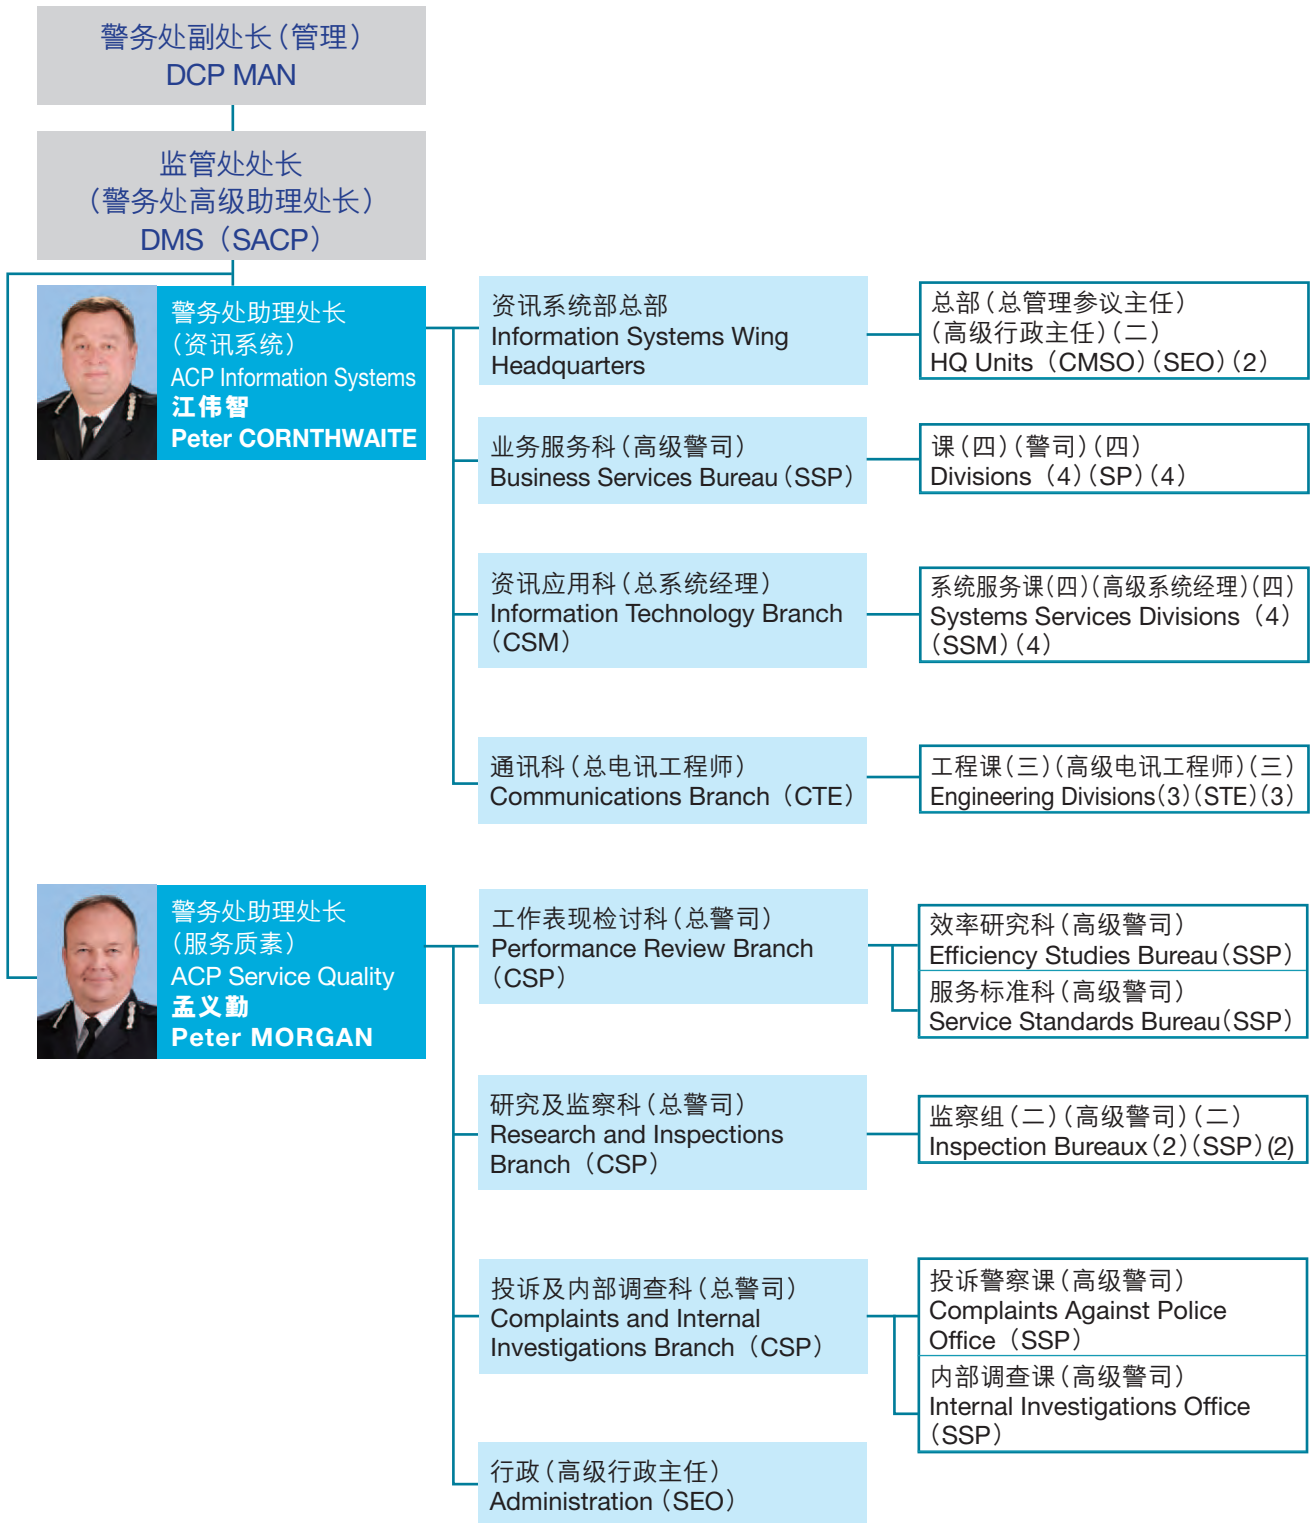 警务处副处长（管理）
DCP MAN
监管处处长
（警务处高级助理处长）
DMS（SACP）
警务处助理处长
（资讯系统）
ACP Information Systems
江伟智
Peter CORNTHWAITE
资讯系统部总部
Information Systems Wing
Headquarters
总部（总管理参议主任）
（高级行政主任）（二）
HQ Units（CMSO）（SEO）（2）
业务服务科（高级警司）
Business Services Bureau（SSP）
课（四）（警司）（四）
Divisions（4）（SP）（4）
资讯应用科（总系统经理）
Information Technology Branch
（CSM）
系统服务课（四）（高级系统经理）（四）
Systems Services Divisions（4）
（SSM）（4）
通讯科（总电讯工程师）
Communications Branch（CTE）
工程课（三）（高级电讯工程师）（三）
Engineering Divisions（3）（STE）（3）
警务处助理处长
（服务质素）
ACP Service Quality
孟义勤
Peter MORGAN
工作表现检讨科（总警司）
Performance Review Branch
（CSP）
效率研究科（高级警司）
Efficiency Studies Bureau（SSP）
服务标准科（高级警司）
Service Standards Bureau（SSP）
研究及监察科（总警司）
Research and Inspections
Branch（CSP）
监察组（二）（高级警司）（二）
Inspection Bureaux（2）（SSP）(2)
投诉及内部调查科（总警司）
Complaints and Internal
Investigations Branch（CSP）
投诉警察课（高级警司）
Complaints Against Police
Office（SSP）
内部调查课（高级警司）
Internal Investigations Office
（SSP）
行政（高级行政主任）
Administration（SEO）